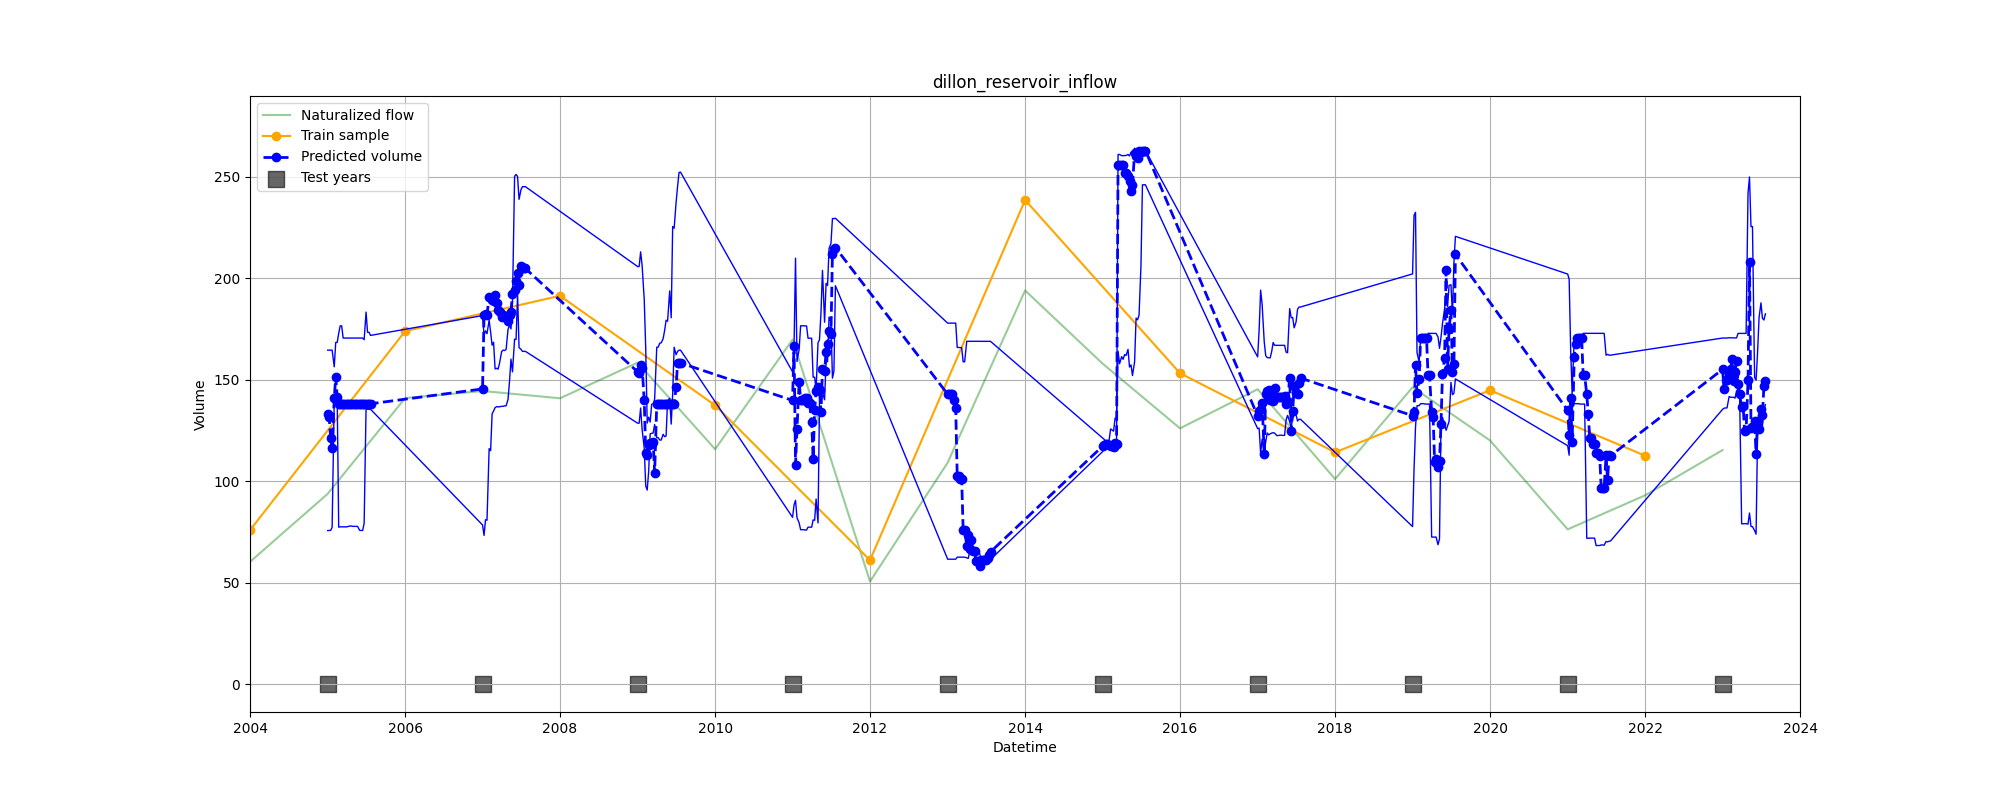 dillon_reservoir_inflow
Naturalized flow
Train sample
Predicted volume
Test years
Volume
250
200
150
100
50
0
2004 2006 2008 2010 2012 2014 2016 2018 2020 2022 2024
Datetime